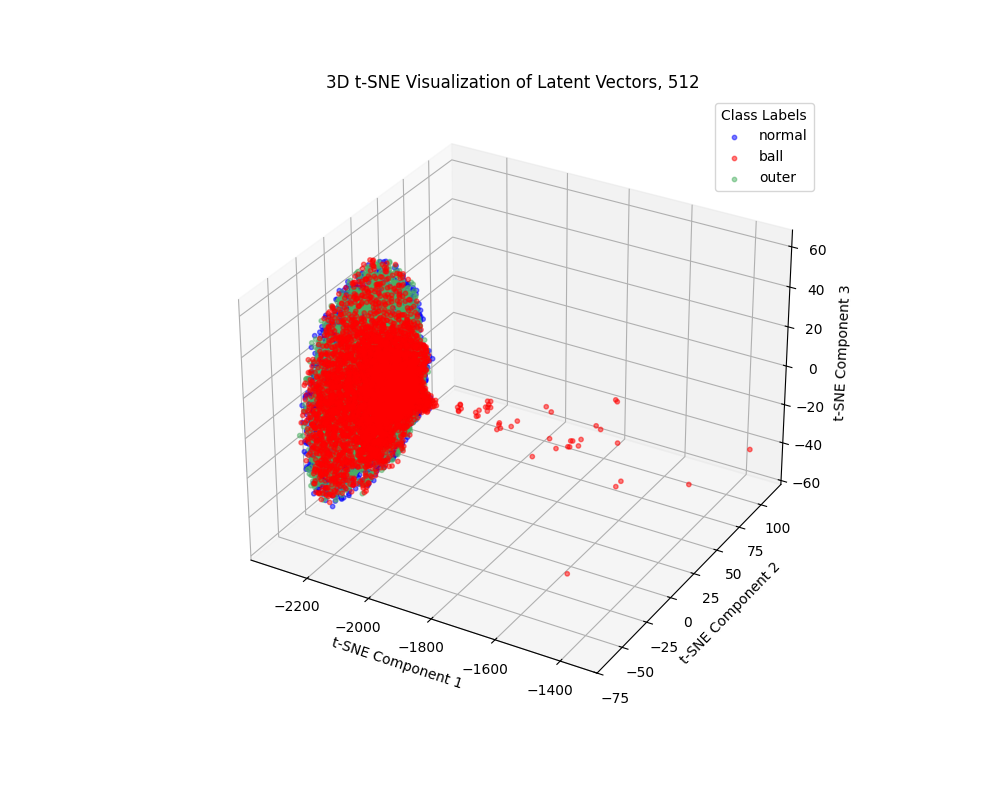 3D t-SNE Visualization of Latent Vectors, 512
Class Labels
normal
ball
outer
60
40
20
0
−20
−40
−60
t-SNE Component 3
100
75
50
25
0
−25
−50
−75
t-SNE Component 2
−2200
−2000
−1800
−1600
−1400
t-SNE Component 1